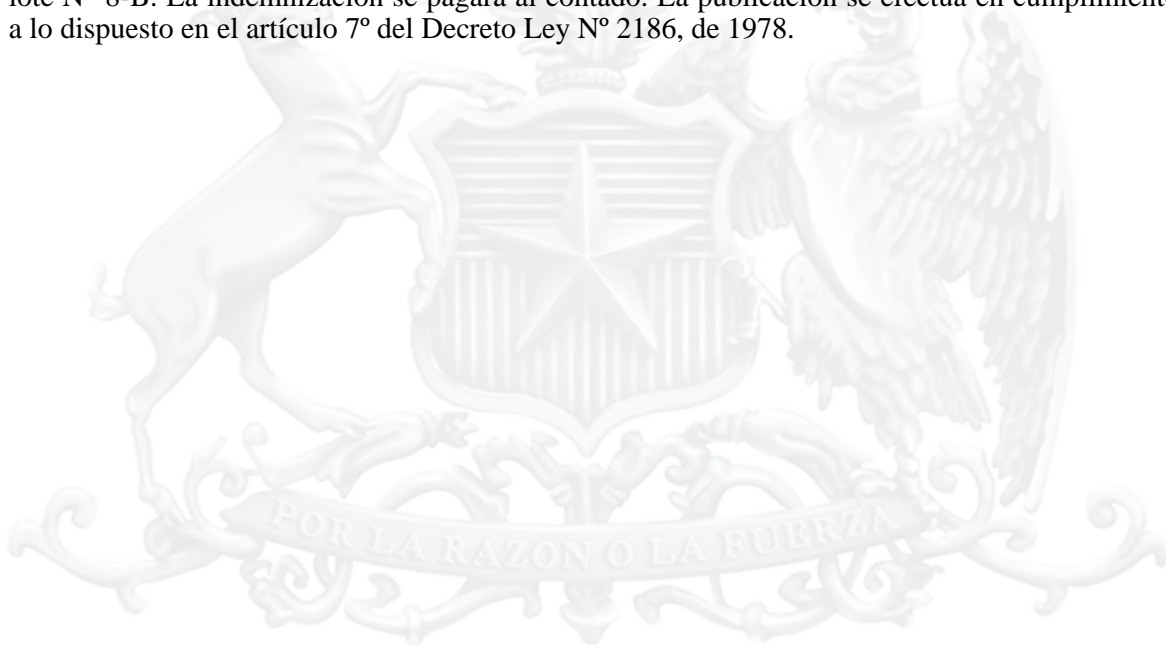 lote Nº 8-B. La indemnización se pagará al contado. La publicación se efectúa en cumplimiento
a lo dispuesto en el artículo 7º del Decreto Ley Nº 2186, de 1978.
POR LA RAZON O LA FUERZA